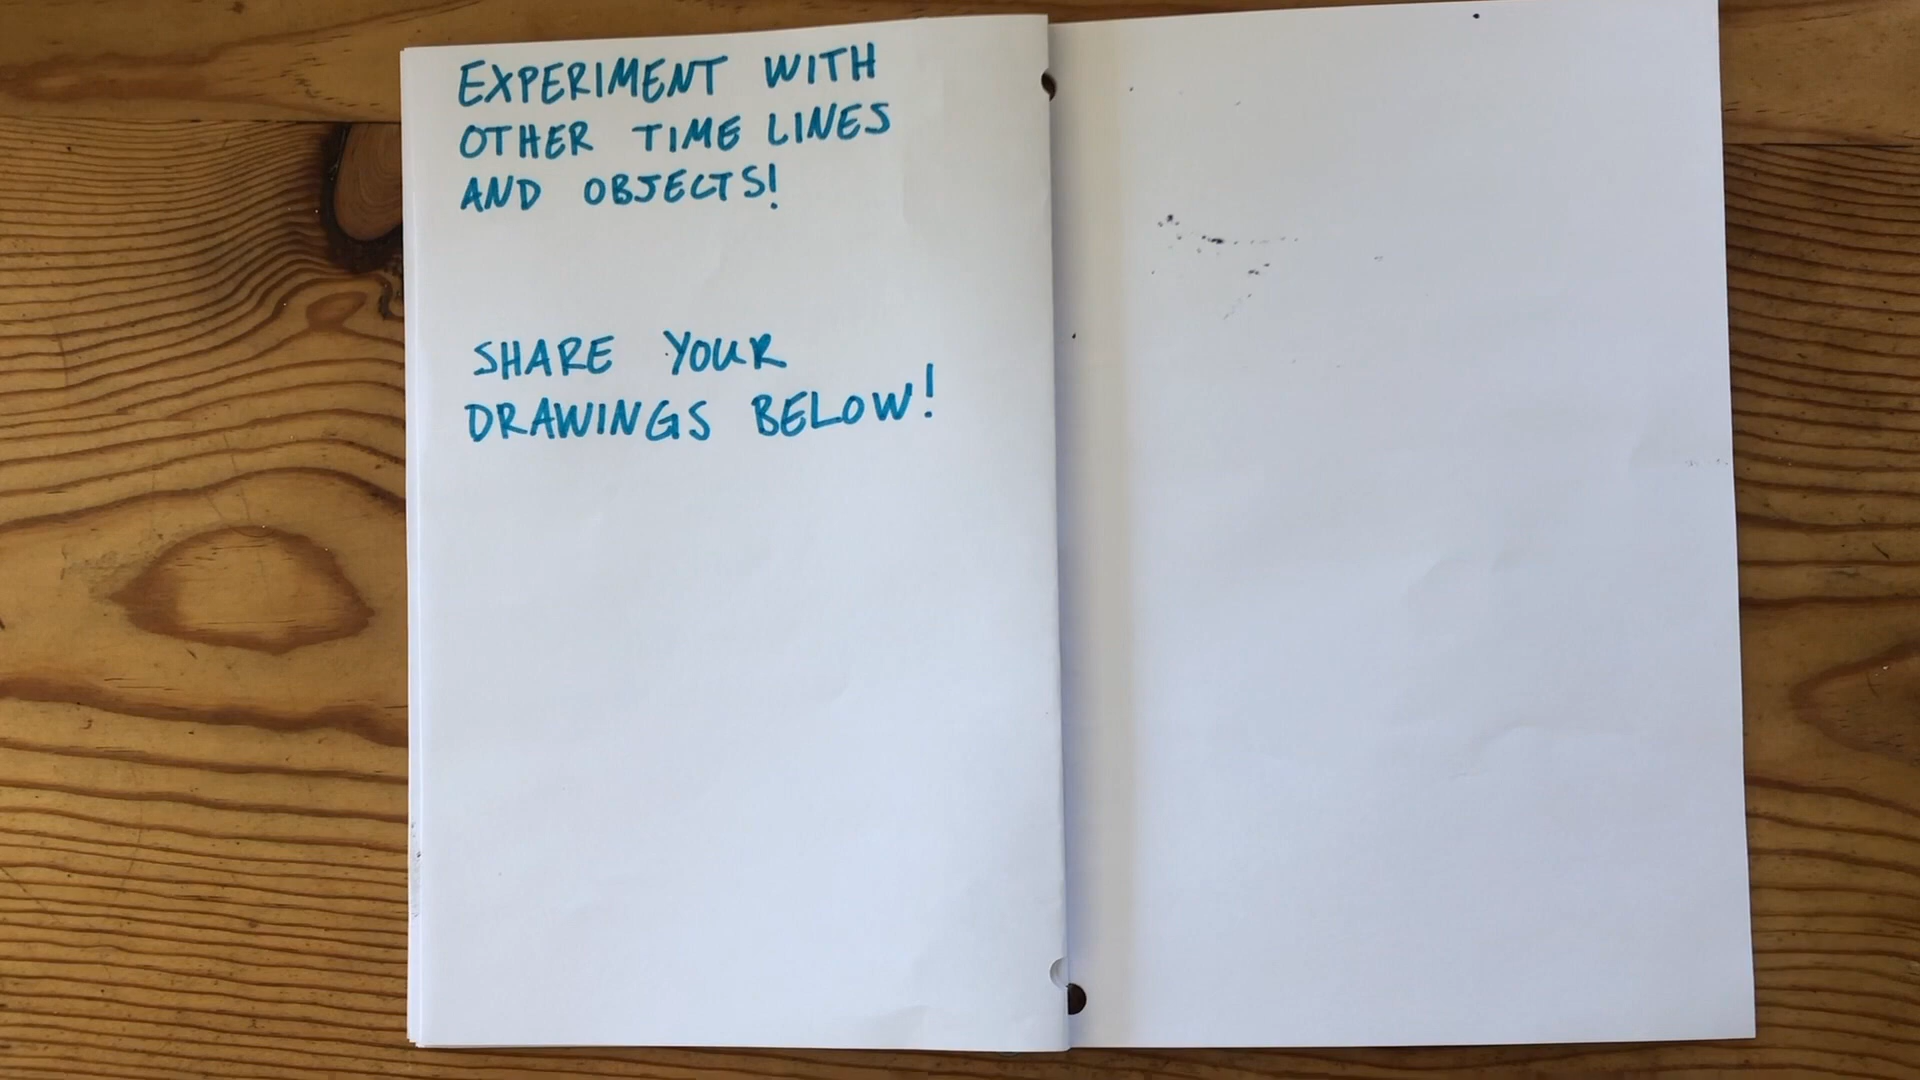 EXPERIMENT WITH
OTHER TIME LINES
AND OBJECTS!
SHARE YOUR
DRAWINGS BELOW!